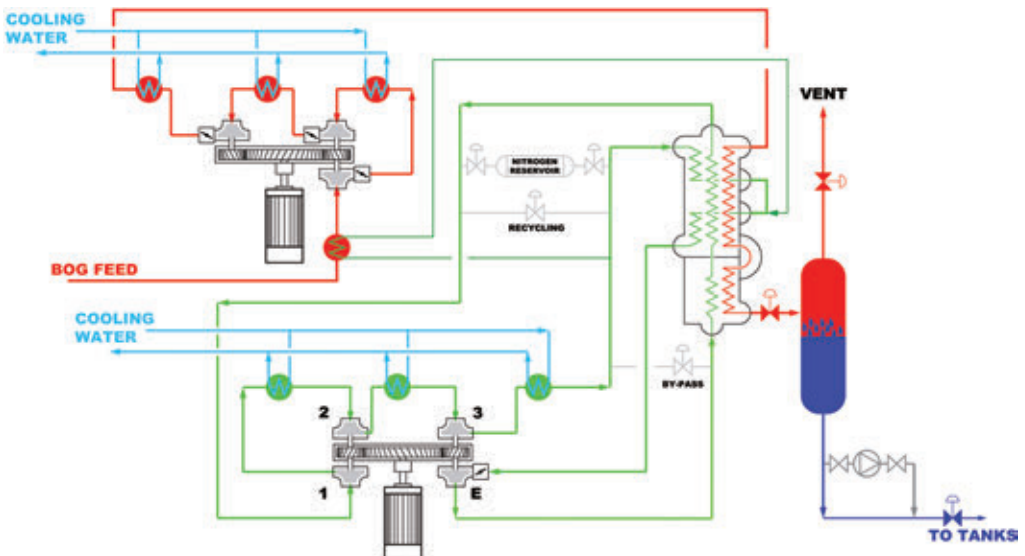 COOLING
WATER
VENT
NITROGEN
RESERVOIR
RECYCLING
BOG FEED
COOLING
WATER
BY-PASS
2
3
1
E
TO TANKS